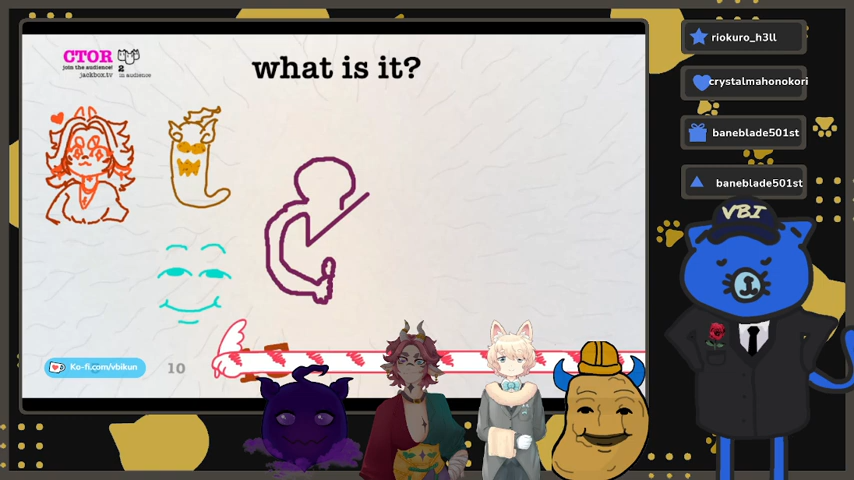 CTOR
join the audience!
jackbox.tv
2
in audience
what is it?
riokuro_h3ll
crystalmahonokori
baneblade501st
baneblade501st
VBI
Ko-fi.com/vbikun
10